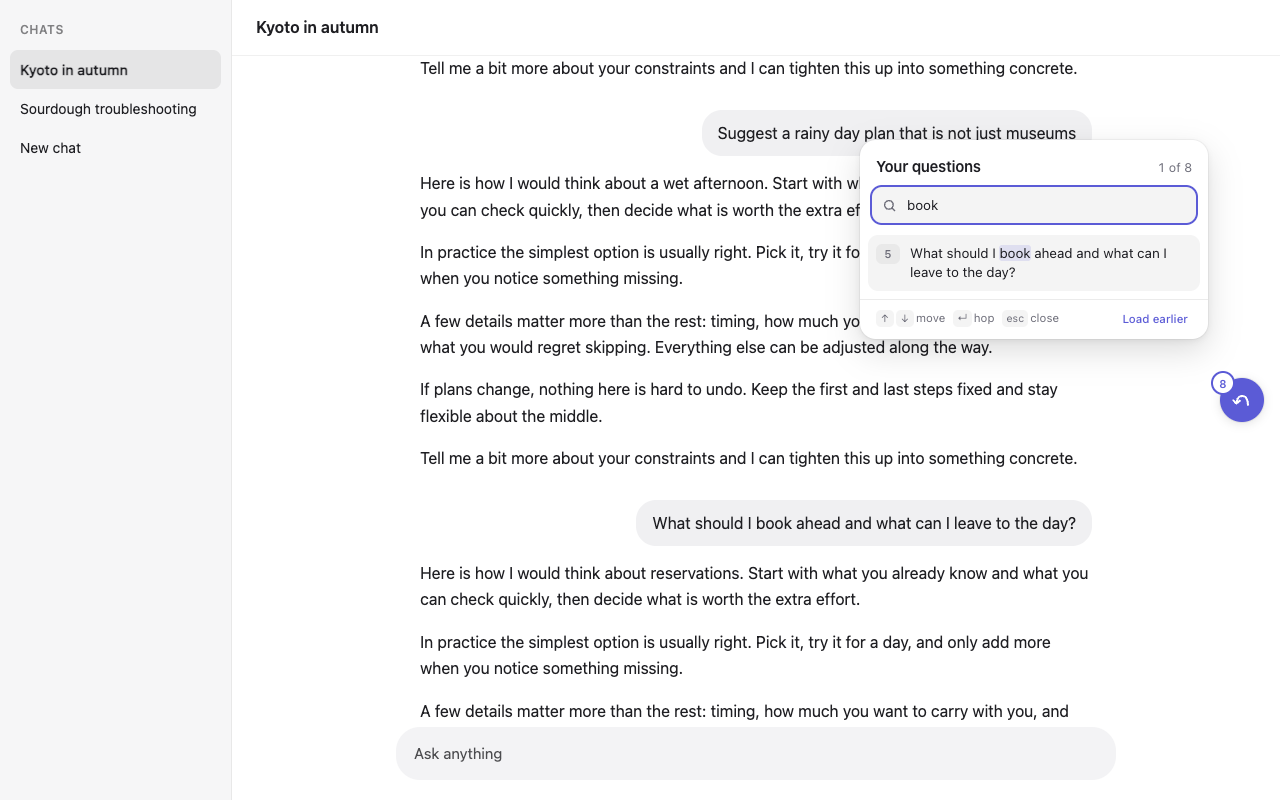 CHATS
Kyoto in autumn
Sourdough troubleshooting
New chat
Kyoto in autumn
Tell me a bit more about your constraints and I can tighten this up into something concrete.
Suggest a rainy day plan that is not just museums
Here is how I would think about a wet afternoon. Start with
you can check quickly, then decide what is worth the extra
In practice the simplest option is usually right. Pick it, try it
when you notice something missing.
A few details matter more than the rest: timing, how much
what you would regret skipping. Everything else can be adjusted along the way.
If plans change, nothing here is hard to undo. Keep the first and last steps fixed and stay
flexible about the middle.
Tell me a bit more about your constraints and I can tighten this up into something concrete.
What should I book ahead and what can I leave to the day?
Here is how I would think about reservations. Start with what you already know and what you
can check quickly, then decide what is worth the extra effort.
In practice the simplest option is usually right. Pick it, try it for a day, and only add more
when you notice something missing.
A few details matter more than the rest: timing, how much you want to carry with you, and
Ask anything
Your questions
1 of 8
book
5 What should I book ahead and what can I
leave to the day?
↑ ↓ move ↵ hop esc close
Load earlier
8